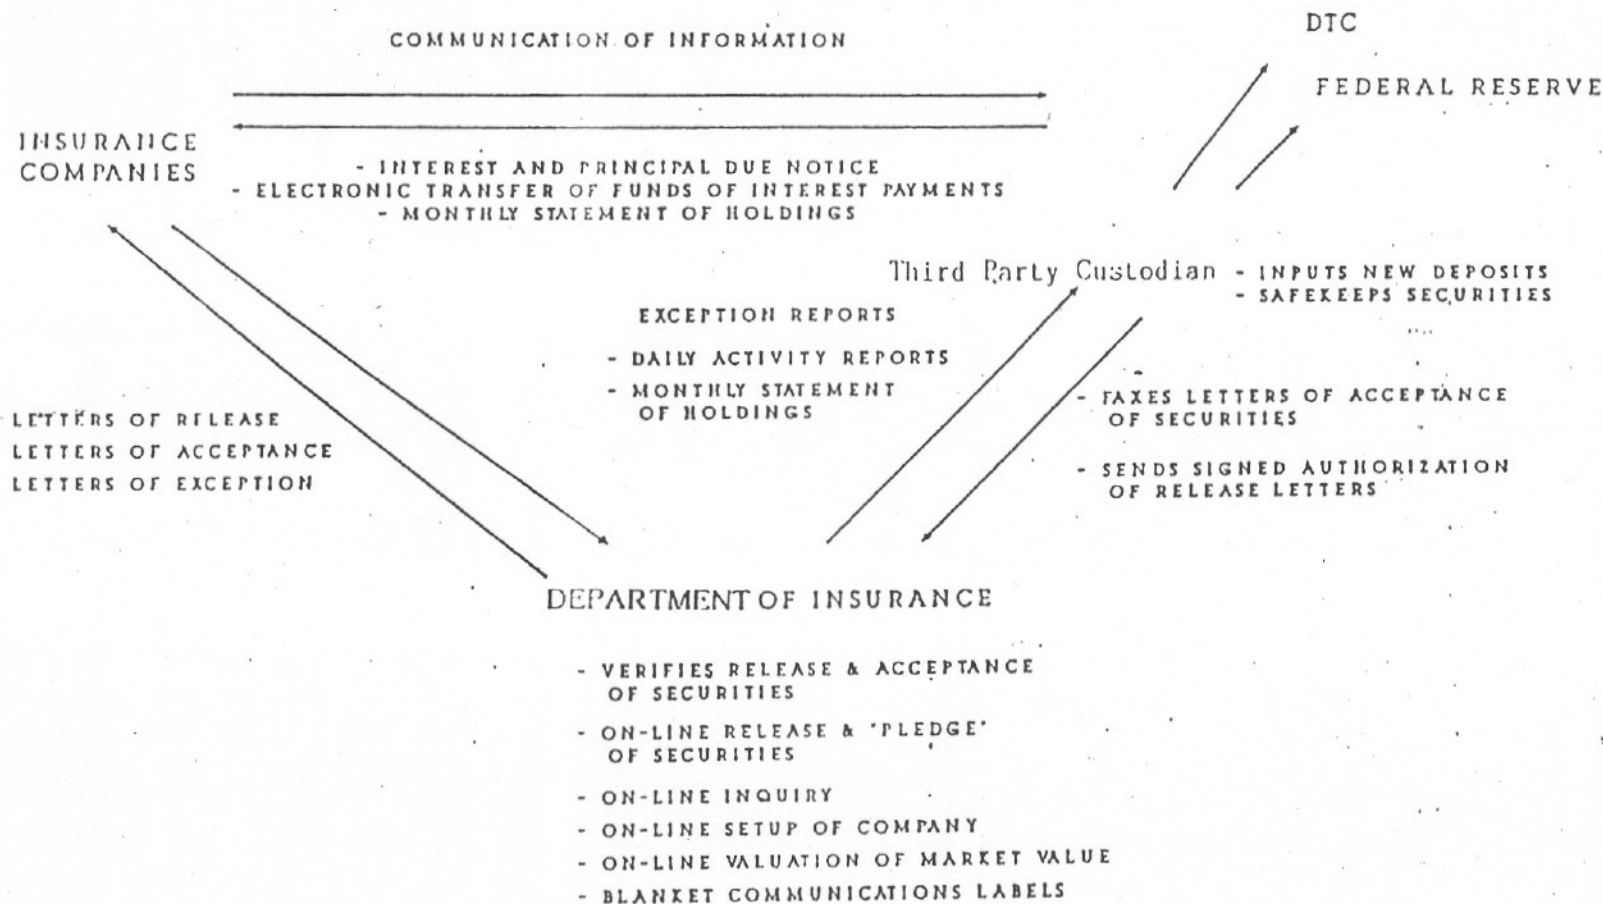 DTC
COMMUNICATION OF INFORMATION
FEDERAL RESERVE
INSURANCE
COMPANIES
- INTEREST AND PRINCIPAL DUE NOTICE
- ELECTRONIC TRANSFER OF FUNDS OF INTEREST PAYMENTS
- MONTHLY STATEMENT OF HOLDINGS
Third Party Custodian
- INPUTS NEW DEPOSITS
- SAFEKEEPS SECURITIES
EXCEPTION REPORTS
- DAILY ACTIVITY REPORTS
- MONTHLY STATEMENT
OF HOLDINGS
- FAXES LETTERS OF ACCEPTANCE
OF SECURITIES
- SENDS SIGNED AUTHORIZATION
OF RELEASE LETTERS
LETTERS OF RELEASE
LETTERS OF ACCEPTANCE
LETTERS OF EXCEPTION
DEPARTMENT OF INSURANCE
- VERIFIES RELEASE & ACCEPTANCE
OF SECURITIES
- ON-LINE RELEASE & 'PLEDGE'
OF SECURITIES
- ON-LINE INQUIRY
- ON-LINE SETUP OF COMPANY
- ON-LINE VALUATION OF MARKET VALUE
- BLANKET COMMUNICATIONS LABELS